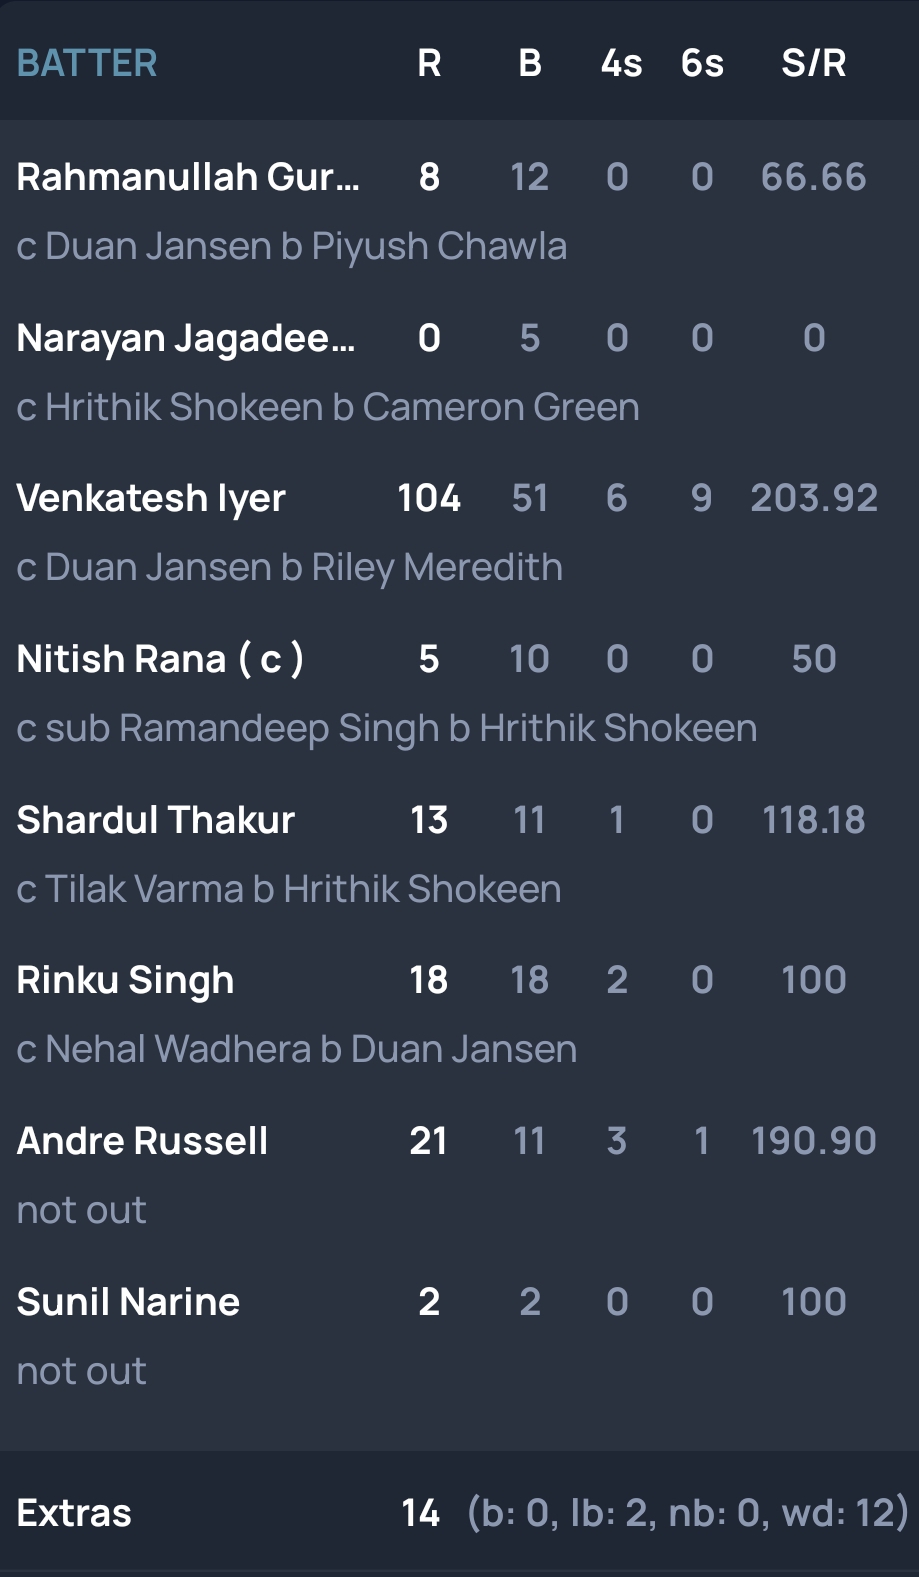 BATTER R B 4s 6s S/R
Rahmanullah Gur... 8 12 0 0 66.66
c Duan Jansen b Piyush Chawla
Narayan Jagadee... 0 5 0 0 0
c Hrithik Shokeen b Cameron Green
Venkatesh Iyer 104 51 6 9 203.92
c Duan Jansen b Riley Meredith
Nitish Rana ( c ) 5 10 0 0 50
c sub Ramandeep Singh b Hrithik Shokeen
Shardul Thakur 13 11 1 0 118.18
c Tilak Varma b Hrithik Shokeen
Rinku Singh 18 18 2 0 100
c Nehal Wadhera b Duan Jansen
Andre Russell 21 11 3 1 190.90
not out
Sunil Narine 2 2 0 0 100
not out
Extras 14 (b: 0, lb: 2, nb: 0, wd: 12)